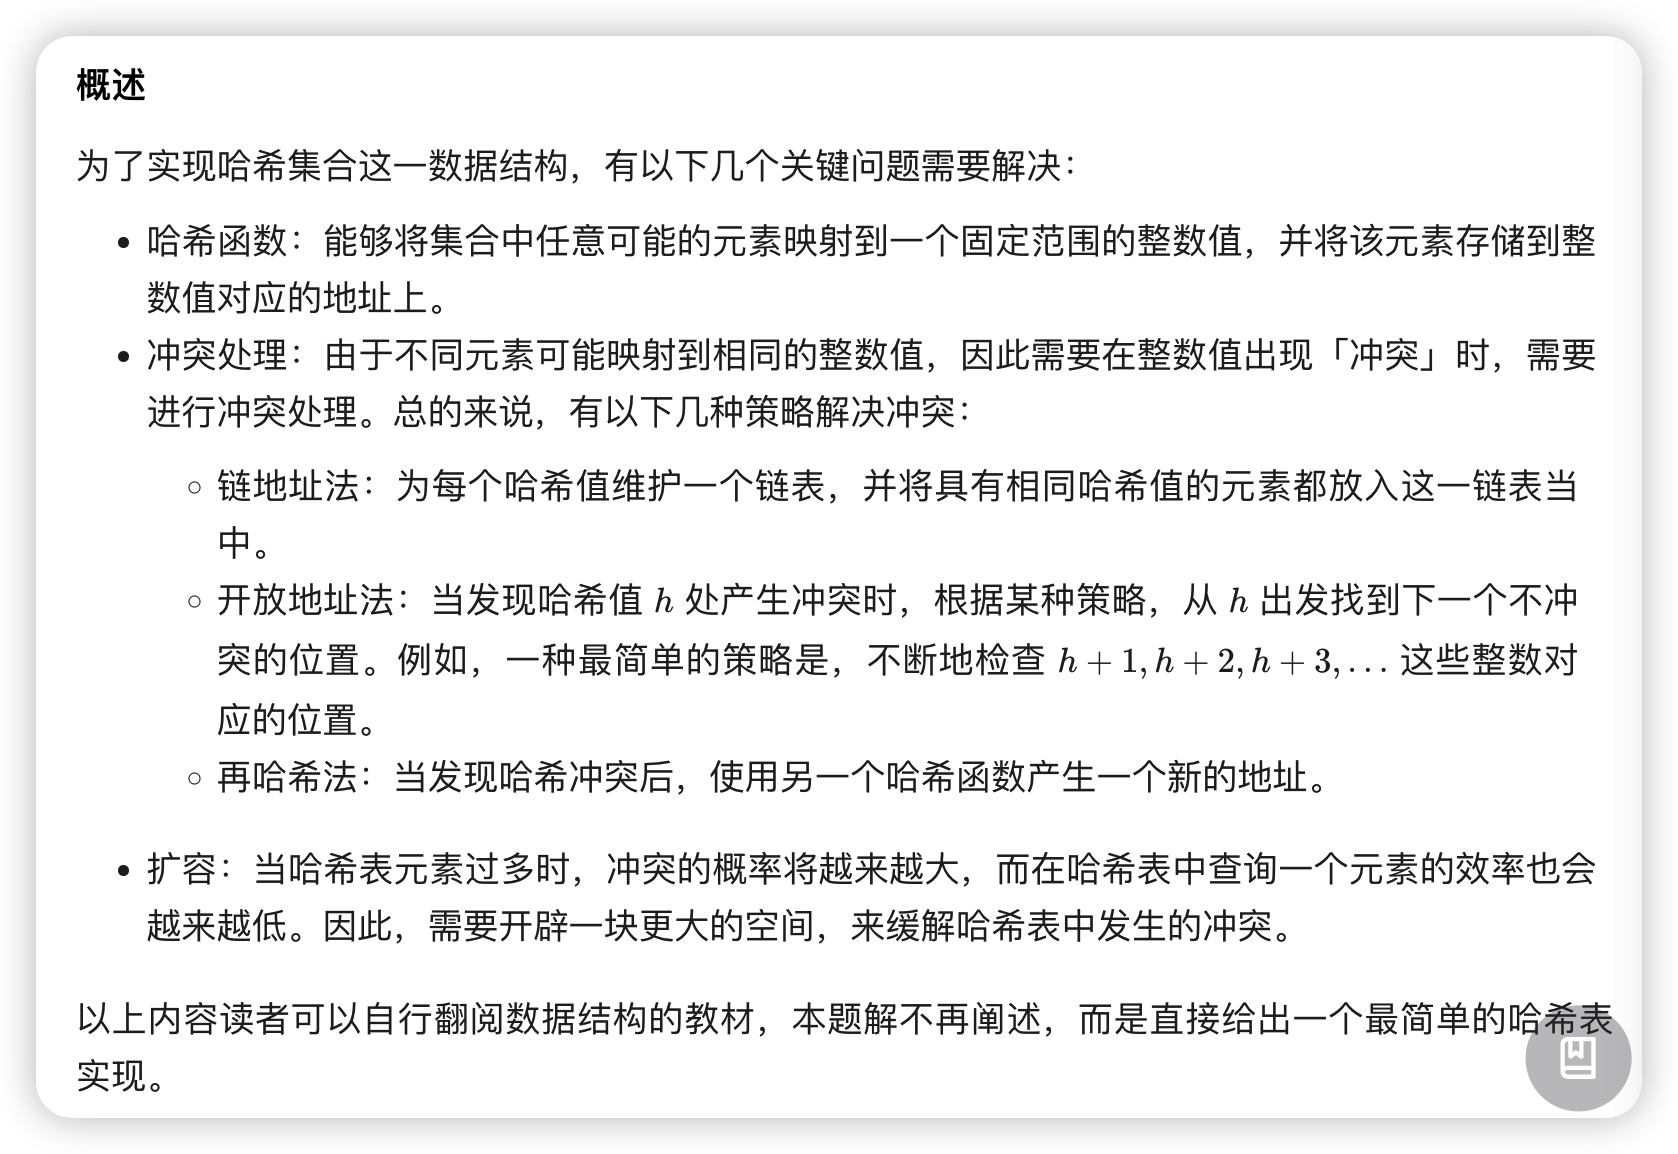 概述
为了实现哈希集合这一数据结构，有以下几个关键问题需要解决：
• 哈希函数：能够将集合中任意可能的元素映射到一个固定范围的整数值，并将该元素存储到整
数值对应的地址上。
• 冲突处理：由于不同元素可能映射到相同的整数值，因此需要在整数值出现「冲突」时，需要
进行冲突处理。总的来说，有以下几种策略解决冲突：
◦ 链地址法：为每个哈希值维护一个链表，并将具有相同哈希值的元素都放入这一链表当
中。
◦ 开放地址法：当发现哈希值 h 处产生冲突时，根据某种策略，从 h 出发找到下一个不冲
突的位置。例如，一种最简单的策略是，不断地检查 h + 1, h + 2, h + 3, … 这些整数对
应的位置。
◦ 再哈希法：当发现哈希冲突后，使用另一个哈希函数产生一个新的地址。
• 扩容：当哈希表元素过多时，冲突的概率将越来越大，而在哈希表中查询一个元素的效率也会
越来越低。因此，需要开辟一块更大的空间，来缓解哈希表中发生的冲突。
以上内容读者可以自行翻阅数据结构的教材，本题解不再阐述，而是直接给出一个最简单的哈希表
实现。